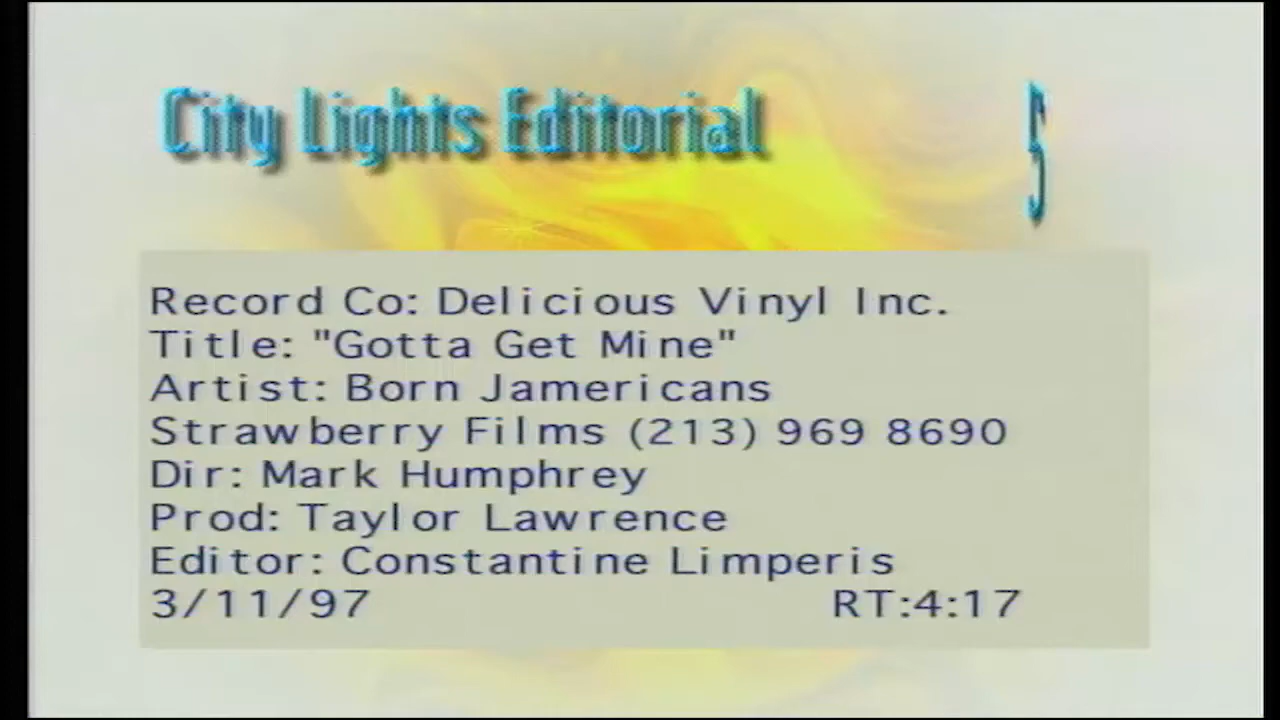 City Lights Editorial
5
Record Co: Delicious Vinyl Inc.
Title: "Gotta Get Mine"
Artist: Born Jamericans
Strawberry Films (213) 969 8690
Dir: Mark Humphrey
Prod: Taylor Lawrence
Editor: Constantine Limperis
3/11/97 RT:4:17